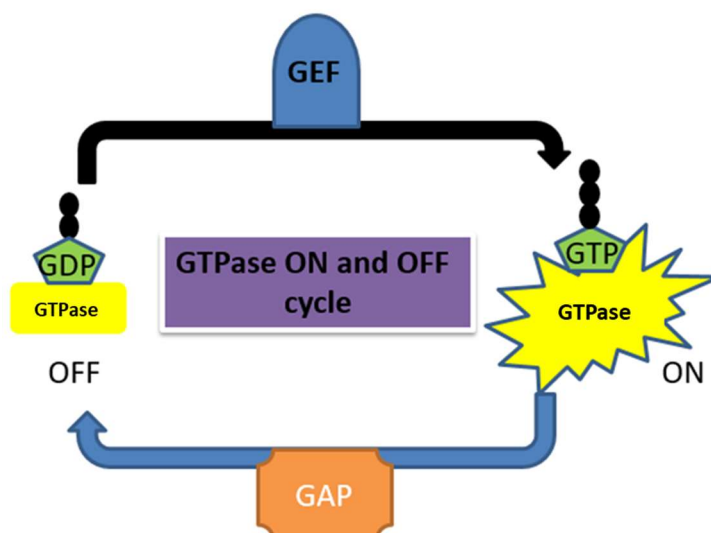 GEF
GDP
GTPase
OFF
GTPase ON and OFF
cycle
GTP
GTPase
ON
GAP